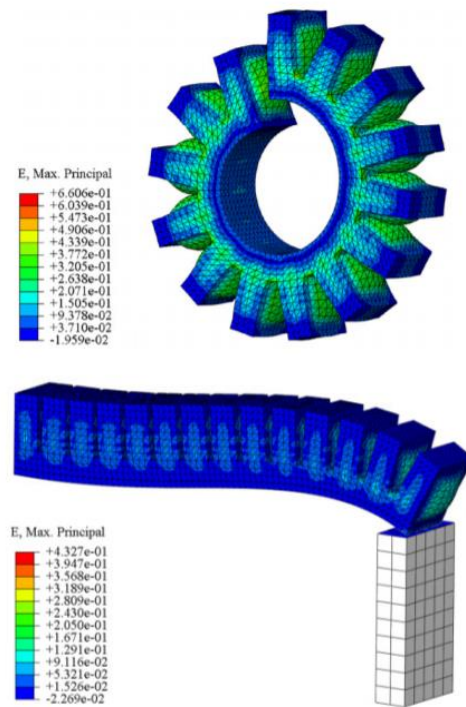 E, Max. Principal
+6.606e-01
+6.039e-01
+5.473e-01
+4.906e-01
+4.339e-01
+3.772e-01
+3.205e-01
+2.638e-01
+2.071e-01
+1.505e-01
+9.378e-02
+3.710e-02
-1.959e-02
E, Max. Principal
+4.327e-01
+3.947e-01
+3.568e-01
+3.189e-01
+2.809e-01
+2.430e-01
+2.050e-01
+1.671e-01
+1.291e-01
+9.116e-02
+5.321e-02
+1.526e-02
-2.269e-02